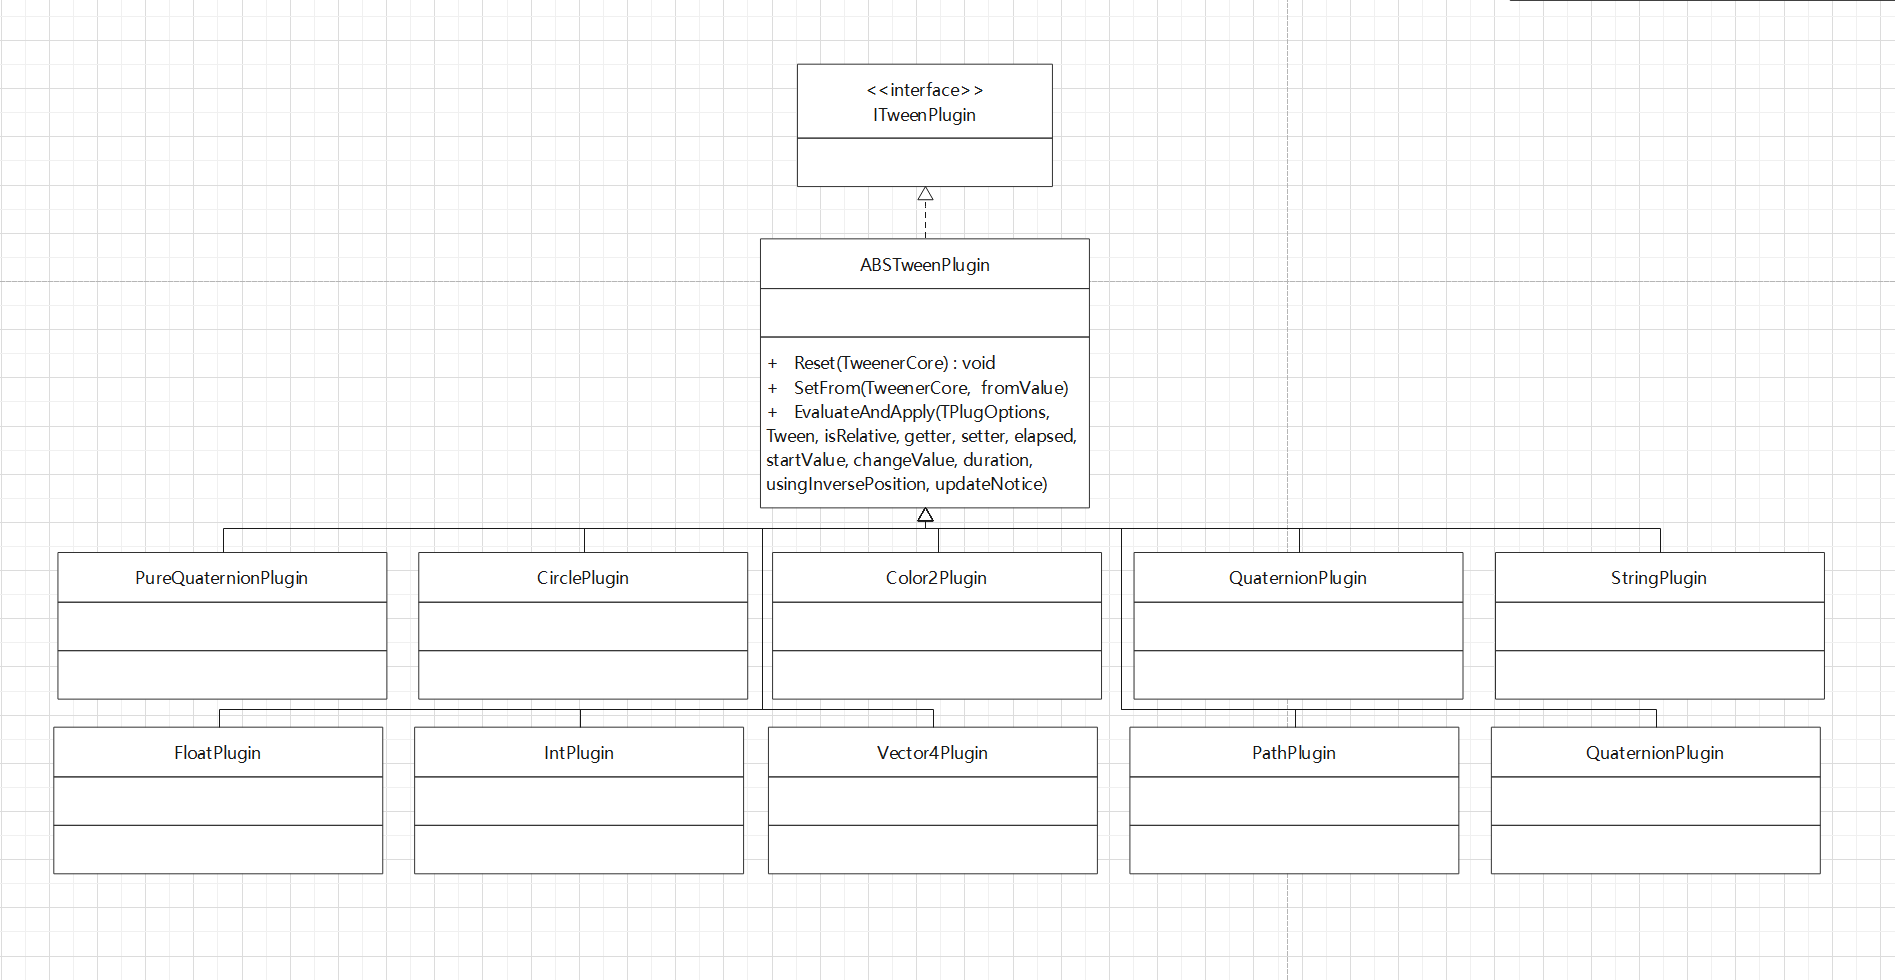 <<interface>>
ITweenPlugin
ABSTweenPlugin
+ Reset(TweenerCore) : void
+ SetFrom(TweenerCore, fromValue)
+ EvaluateAndApply(TPlugOptions,
Tween, isRelative, getter, setter, elapsed,
startValue, changeValue, duration,
usingInversePosition, updateNotice)
PureQuaternionPlugin
CirclePlugin
Color2Plugin
QuaternionPlugin
StringPlugin
FloatPlugin
IntPlugin
Vector4Plugin
PathPlugin
QuaternionPlugin